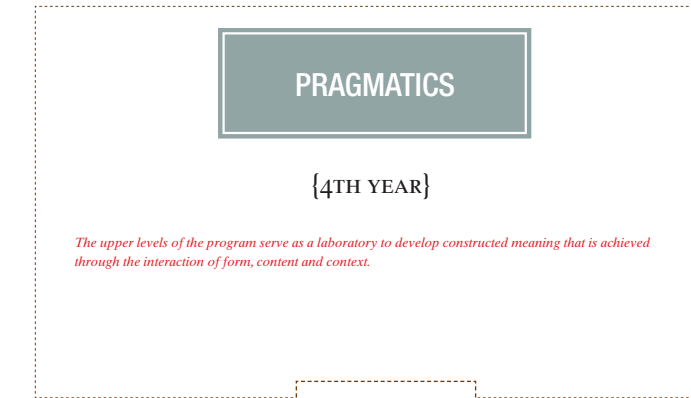 PRAGMATICS
{4TH YEAR}
The upper levels of the program serve as a laboratory to develop constructed meaning that is achieved
through the interaction of form, content and context.